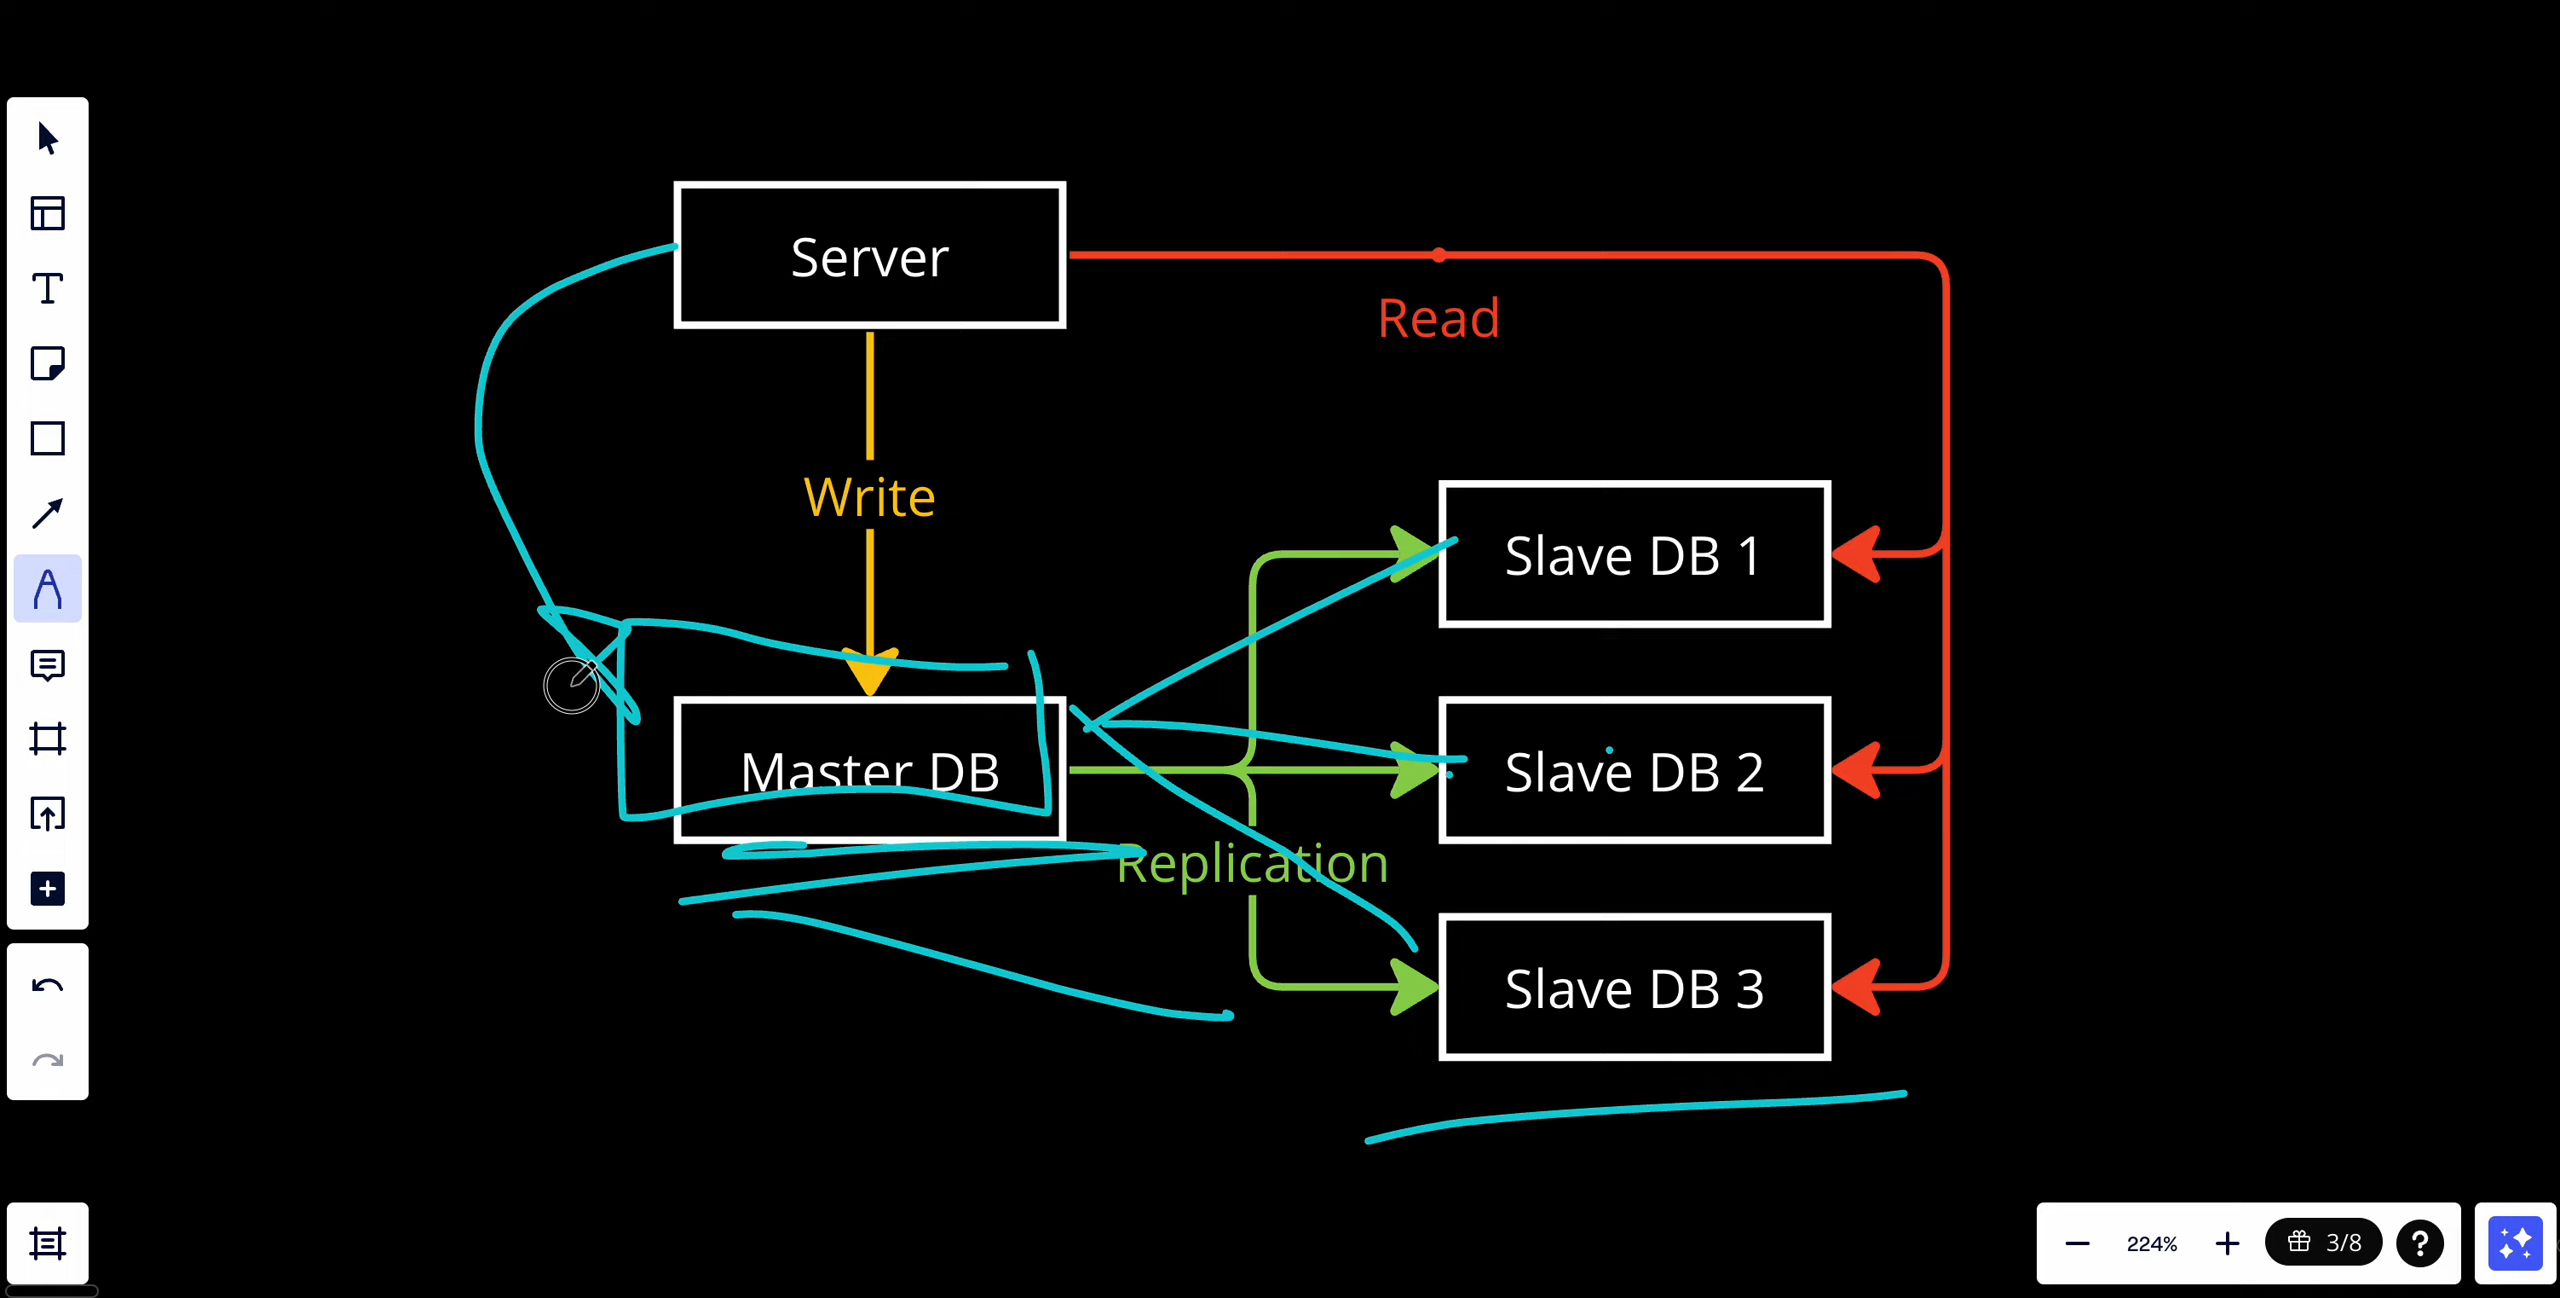 Server
Read
Write
Slave DB 1
Master DB
Slave DB 2
Replication
Slave DB 3
224%
3/8
?